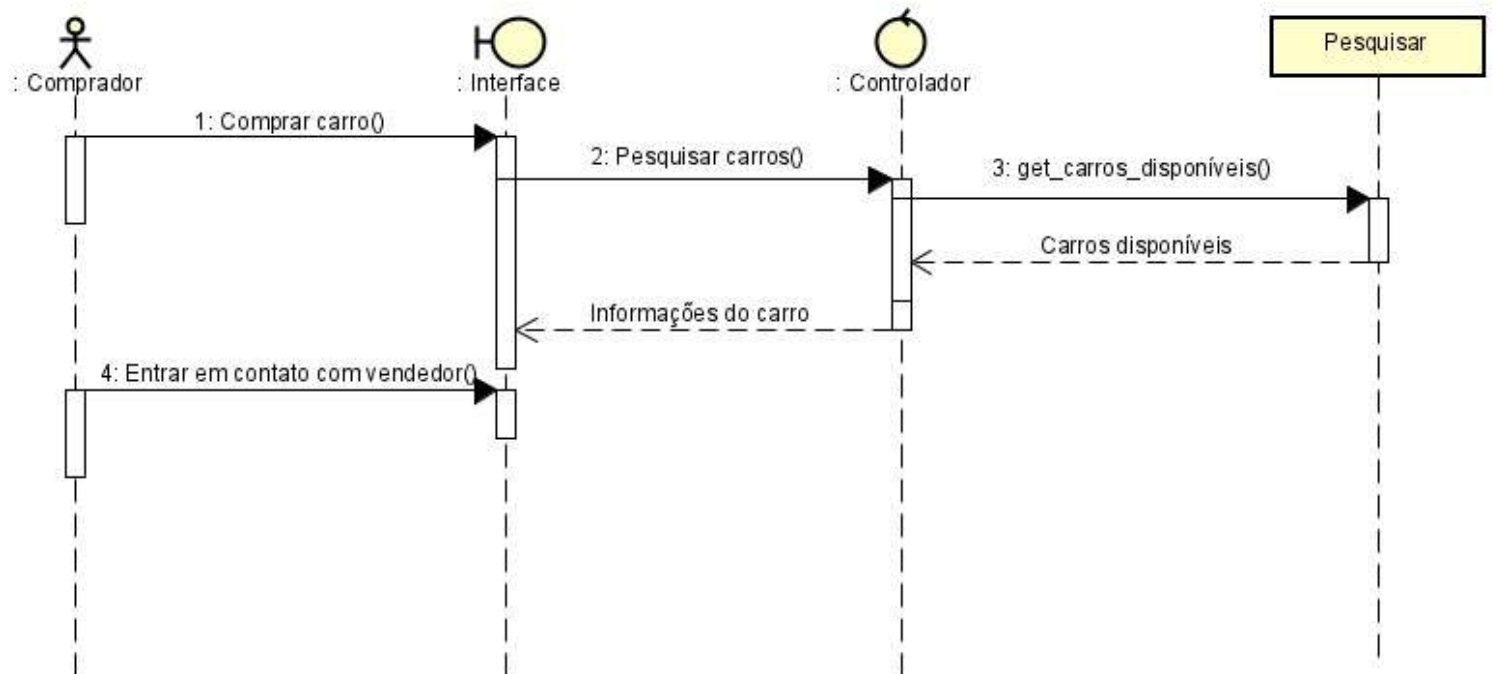 : Comprador
: Interface
: Controlador
Pesquisar
1: Comprar carro()
2: Pesquisar carros()
3: get_carros_disponíveis()
Carros disponíveis
Informações do carro
4: Entrar em contato com vendedor()